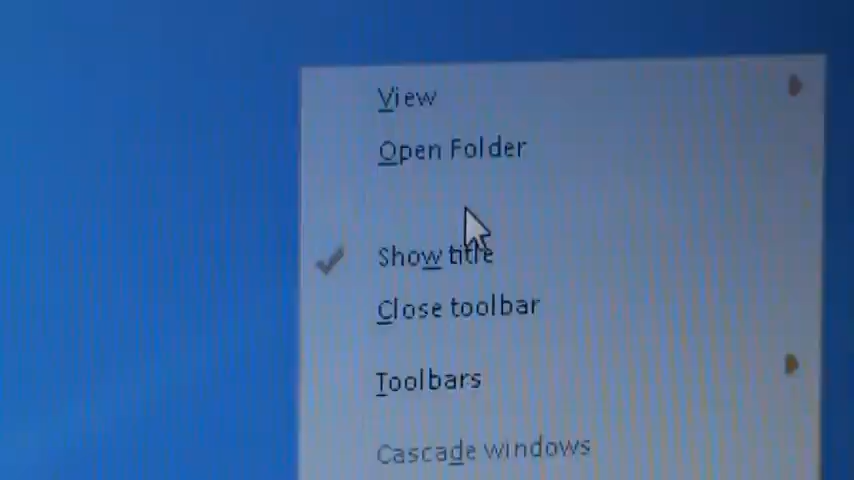 View
Open Folder
Show title
Close toolbar
Toolbars
Cascade windows